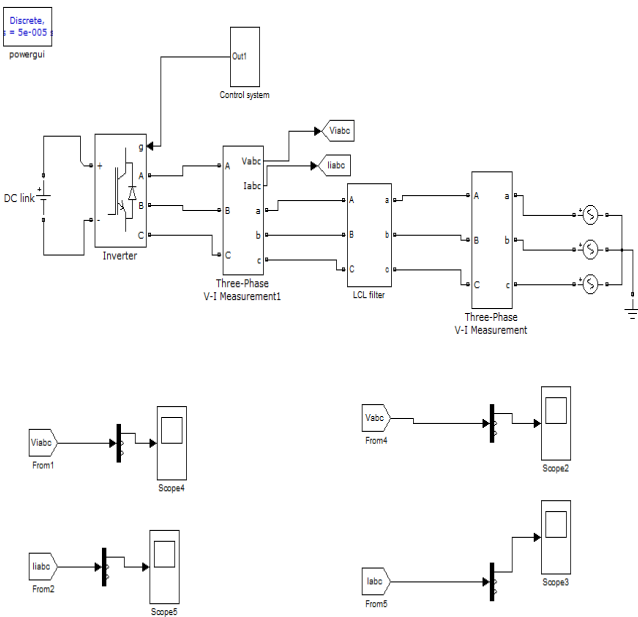 Discrete,
s = 5e-005 s
powergui
Out1
Control system
Viabc
Iiabc
DC link
+
-
+
-
g
A
B
C
Inverter
A
B
C
Vabc
Iabc
a
b
c
Three-Phase
V-I Measurement1
A
B
C
a
b
c
LCL filter
A
B
C
a
b
c
Three-Phase
V-I Measurement
+
+
+
Viabc
From1
Scope4
Vabc
From4
Scope2
Iiabc
From2
Scope5
Iabc
From5
Scope3